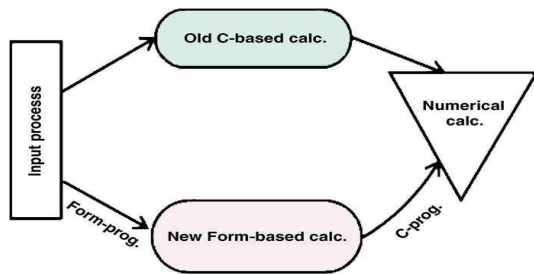 Input processs
Old C-based calc.
Numerical
calc.
Form-prog.
New Form-based calc.
C-prog.